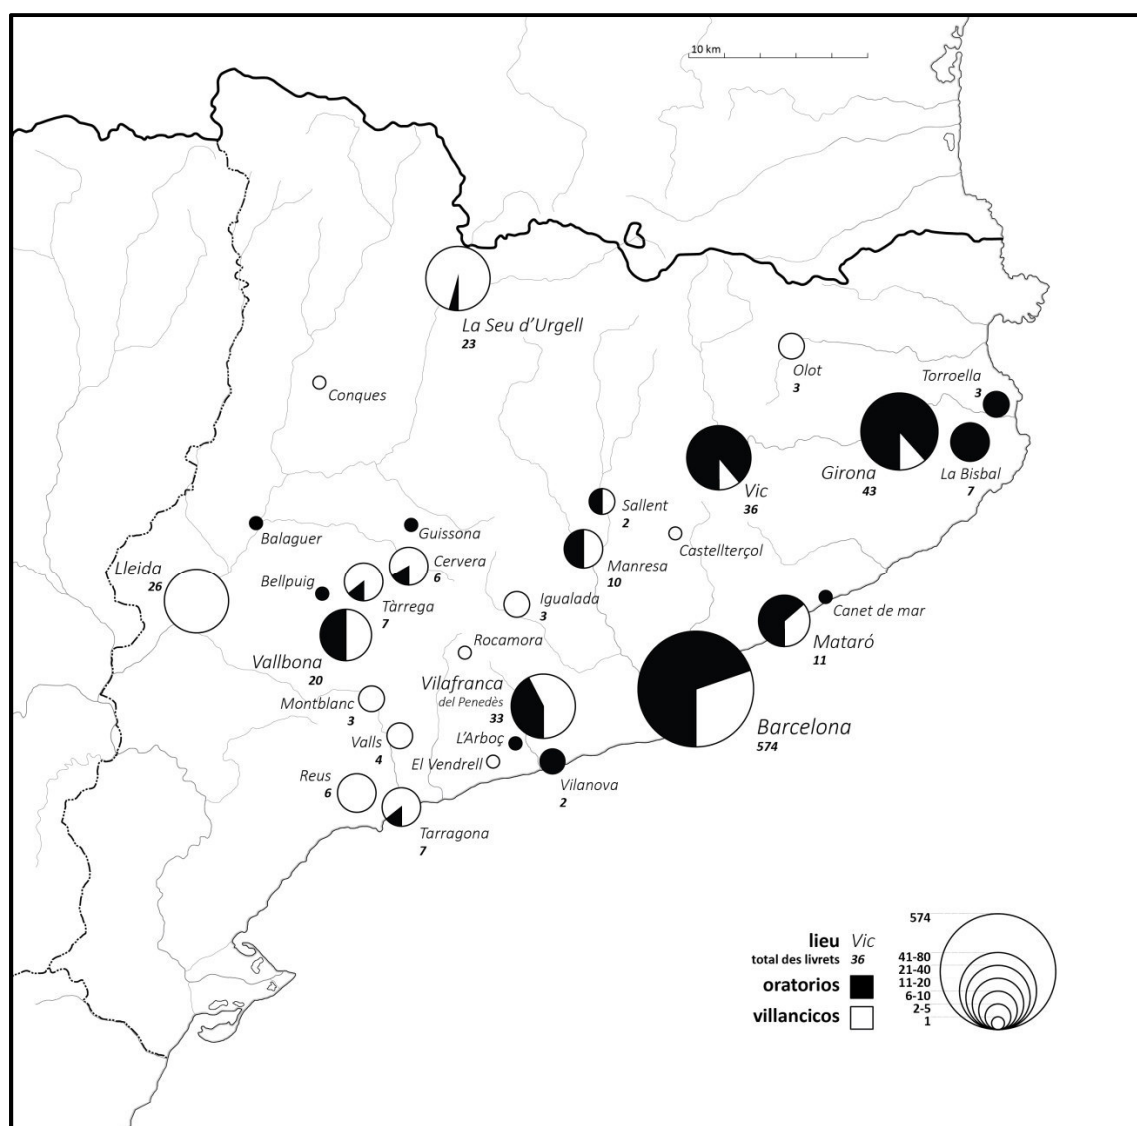 10 km
La Seu d'Urgell
23
Conques
Olot
3
Torroella
3
Girona
43
La Bisbal
7
Vic
36
Sallent
2
Castellterçol
Manresa
10
Balaguer
Guissona
Cervera
6
Lleida
26
Bellpuig
Tàrrega
7
Igualada
3
Canet de mar
Mataró
11
Vallbona
20
Rocamora
Vilafranca
del Penedès
33
Montblanc
3
Barcelona
574
Valls
4
L'Arboç
El Vendrell
Vilanova
2
Reus
6
Tarragona
7
lieu Vic
total des livrets 36
oratorios
villancicos
574
41-80
21-40
11-20
6-10
2-5
1